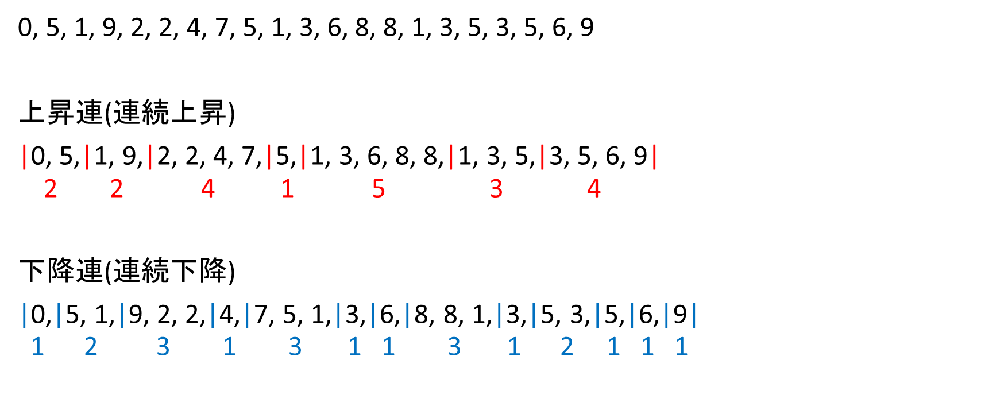 0, 5, 1, 9, 2, 2, 4, 7, 5, 1, 3, 6, 8, 8, 1, 3, 5, 3, 5, 6, 9
上昇連(連続上昇)
|0, 5,|1, 9,|2, 2, 4, 7,|5,|1, 3, 6, 8, 8,|1, 3, 5,|3, 5, 6, 9|
2 2 4 1 5 3 4
下降連(連続下降)
|0,|5, 1,|9, 2, 2,|4,|7, 5, 1,|3,|6,|8, 8, 1,|3,|5, 3,|5,|6,|9|
1 2 3 1 3 1 1 3 1 2 1 1 1